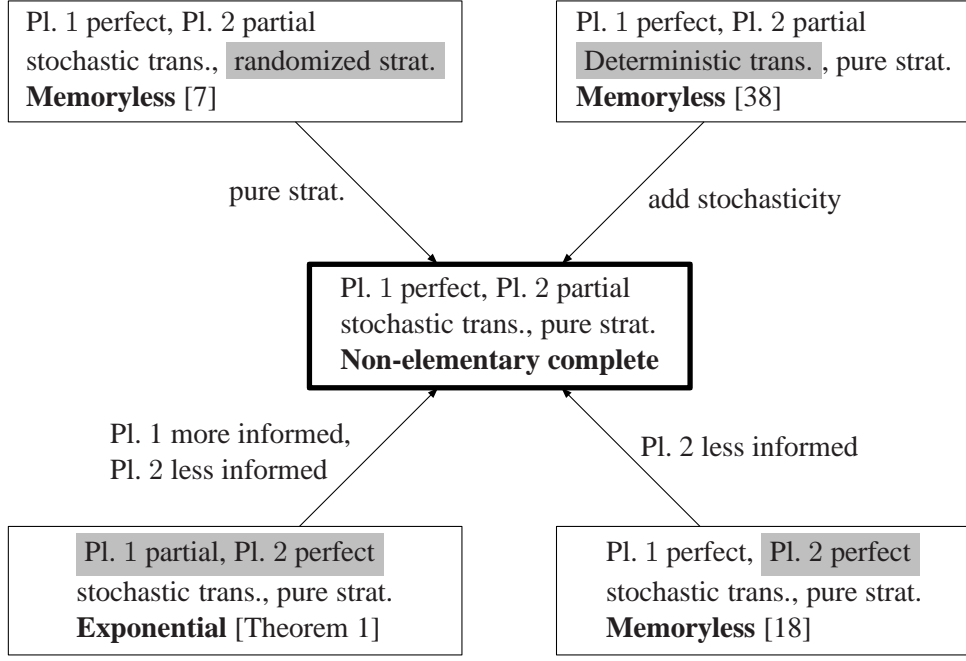 Pl. 1 perfect, Pl. 2 partial
stochastic trans., randomized strat.
Memoryless [7]
Pl. 1 perfect, Pl. 2 partial
Deterministic trans. , pure strat.
Memoryless [38]
pure strat.
add stochasticity
Pl. 1 perfect, Pl. 2 partial
stochastic trans., pure strat.
Non-elementary complete
Pl. 1 more informed,
Pl. 2 less informed
Pl. 2 less informed
Pl. 1 partial, Pl. 2 perfect
stochastic trans., pure strat.
Exponential [Theorem 1]
Pl. 1 perfect, Pl. 2 perfect
stochastic trans., pure strat.
Memoryless [18]